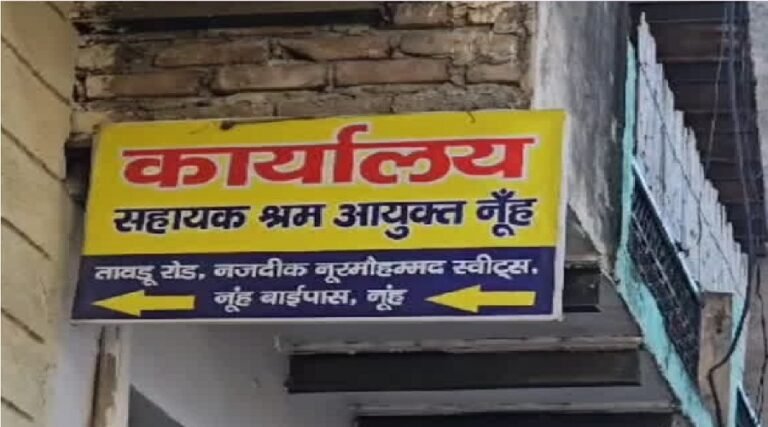 कार्यालय
सहायक श्रम आयुक्त नूँह
तावडू रोड, नजदीक नूरमोहम्मद स्वीट्स,
नूंह बाईपास, नूंह